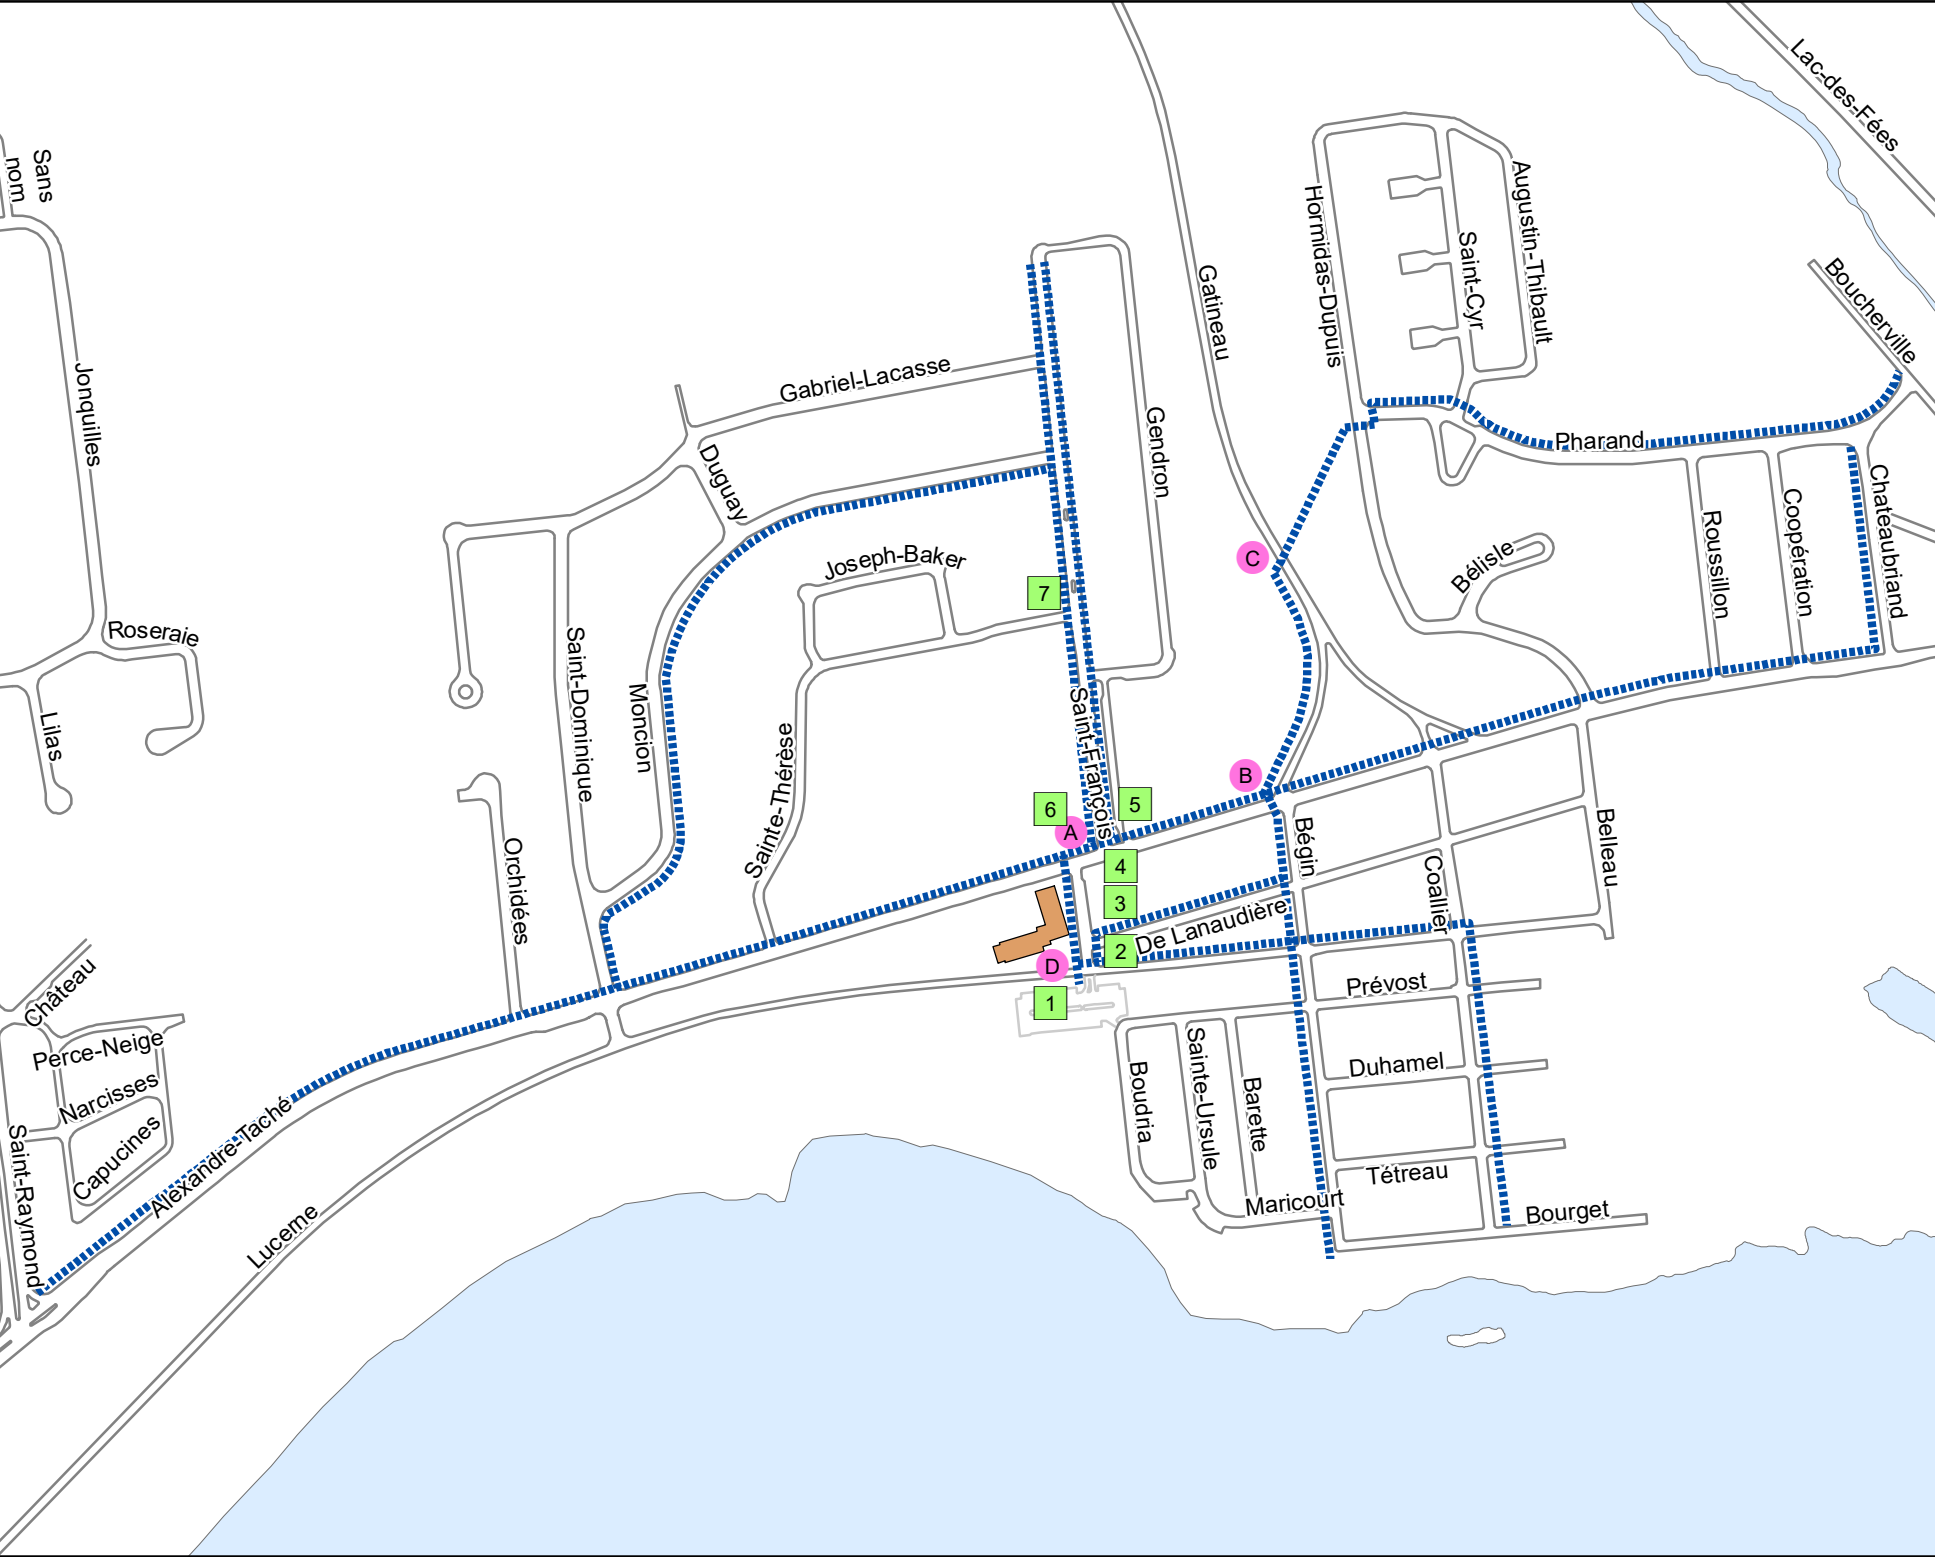 Lac-des-Fées
Sans
nom
Augustin-Thibault
Hormidas-Dupuis
Saint-Cyr
Gatineau
Boucherville
Jonquilles
Gabriel-Lacasse
Gendron
Duguay
Pharand
Chateaubriand
Coopération
Roussillon
Joseph-Baker
Bélisle
C
7
Roseraie
Saint-Dominique
Moncion
Lilas
Saint-François
Sainte-Thérèse
B
6
5
A
Bégin
Belleau
Orchidées
4
Coallier
3
De Lanaudière
2
D
1
Château
Prévost
Perce-Neige
Duhamel
Narcisses
Sainte-Ursule
Boudria
Barette
Alexandre-Taché
Capucines
Saint-Raymond
Tétreau
Maricourt
Bourget
Lucerne